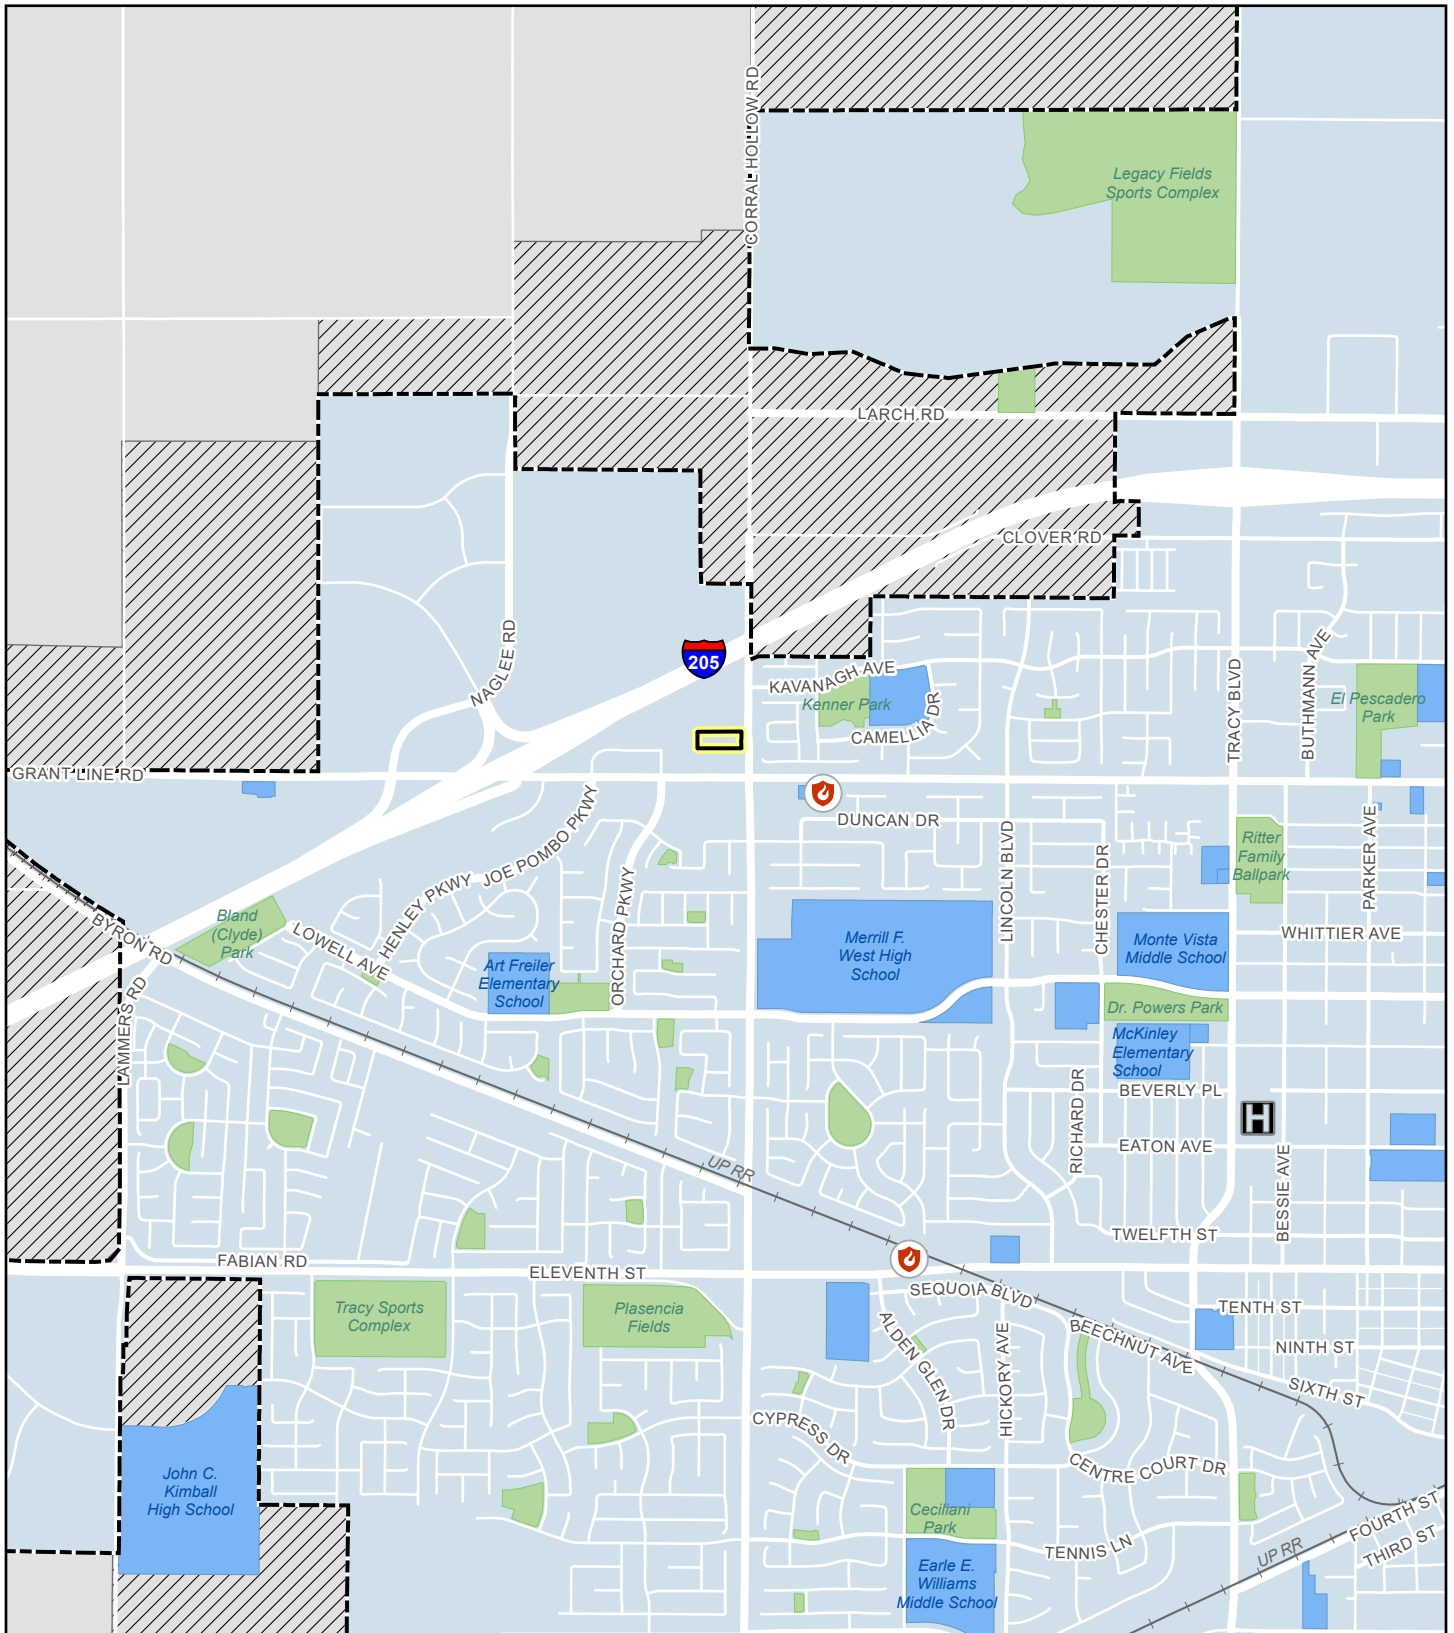 CORRAL HOLLOW RD
Legacy Fields
Sports Complex
LARCH RD
CLOVER RD
NAGLEE RD
205
KAVANAGH AVE
Kenner Park
CAMELLIA DR
TRACY BLVD
BUTHMANN AVE
El Pescadero
Park
GRANT LINE RD
DUNCAN DR
JOE POMBO PKWY
HENLEY PKWY
ORCHARD PKWY
LINCOLN BLVD
CHESTER DR
Ritter
Family
Ballpark
PARKER AVE
BYRON RD
Bland
(Clyde)
Park
LOWELL AVE
Art Freiler
Elementary
School
Merrill F.
West High
School
Monte Vista
Middle School
WHITTIER AVE
LAMMERS RD
Dr. Powers Park
McKinley
Elementary
School
BEVERLY PL
RICHARD DR
H
EATON AVE
BESSIE AVE
UP RR
TWELFTH ST
FABIAN RD
ELEVENTH ST
SEQUOIA BLVD
Tracy Sports
Complex
Plasencia
Fields
ALDEN GLEN DR
HICKORY AVE
BEECHNUT AVE
TENTH ST
NINTH ST
SIXTH ST
CYPRESS DR
CENTRE COURT DR
John C.
Kimball
High School
Ceciliani
Park
TENNIS LN
FOURTH ST
THIRD ST
UP RR
Earle E.
Williams
Middle School